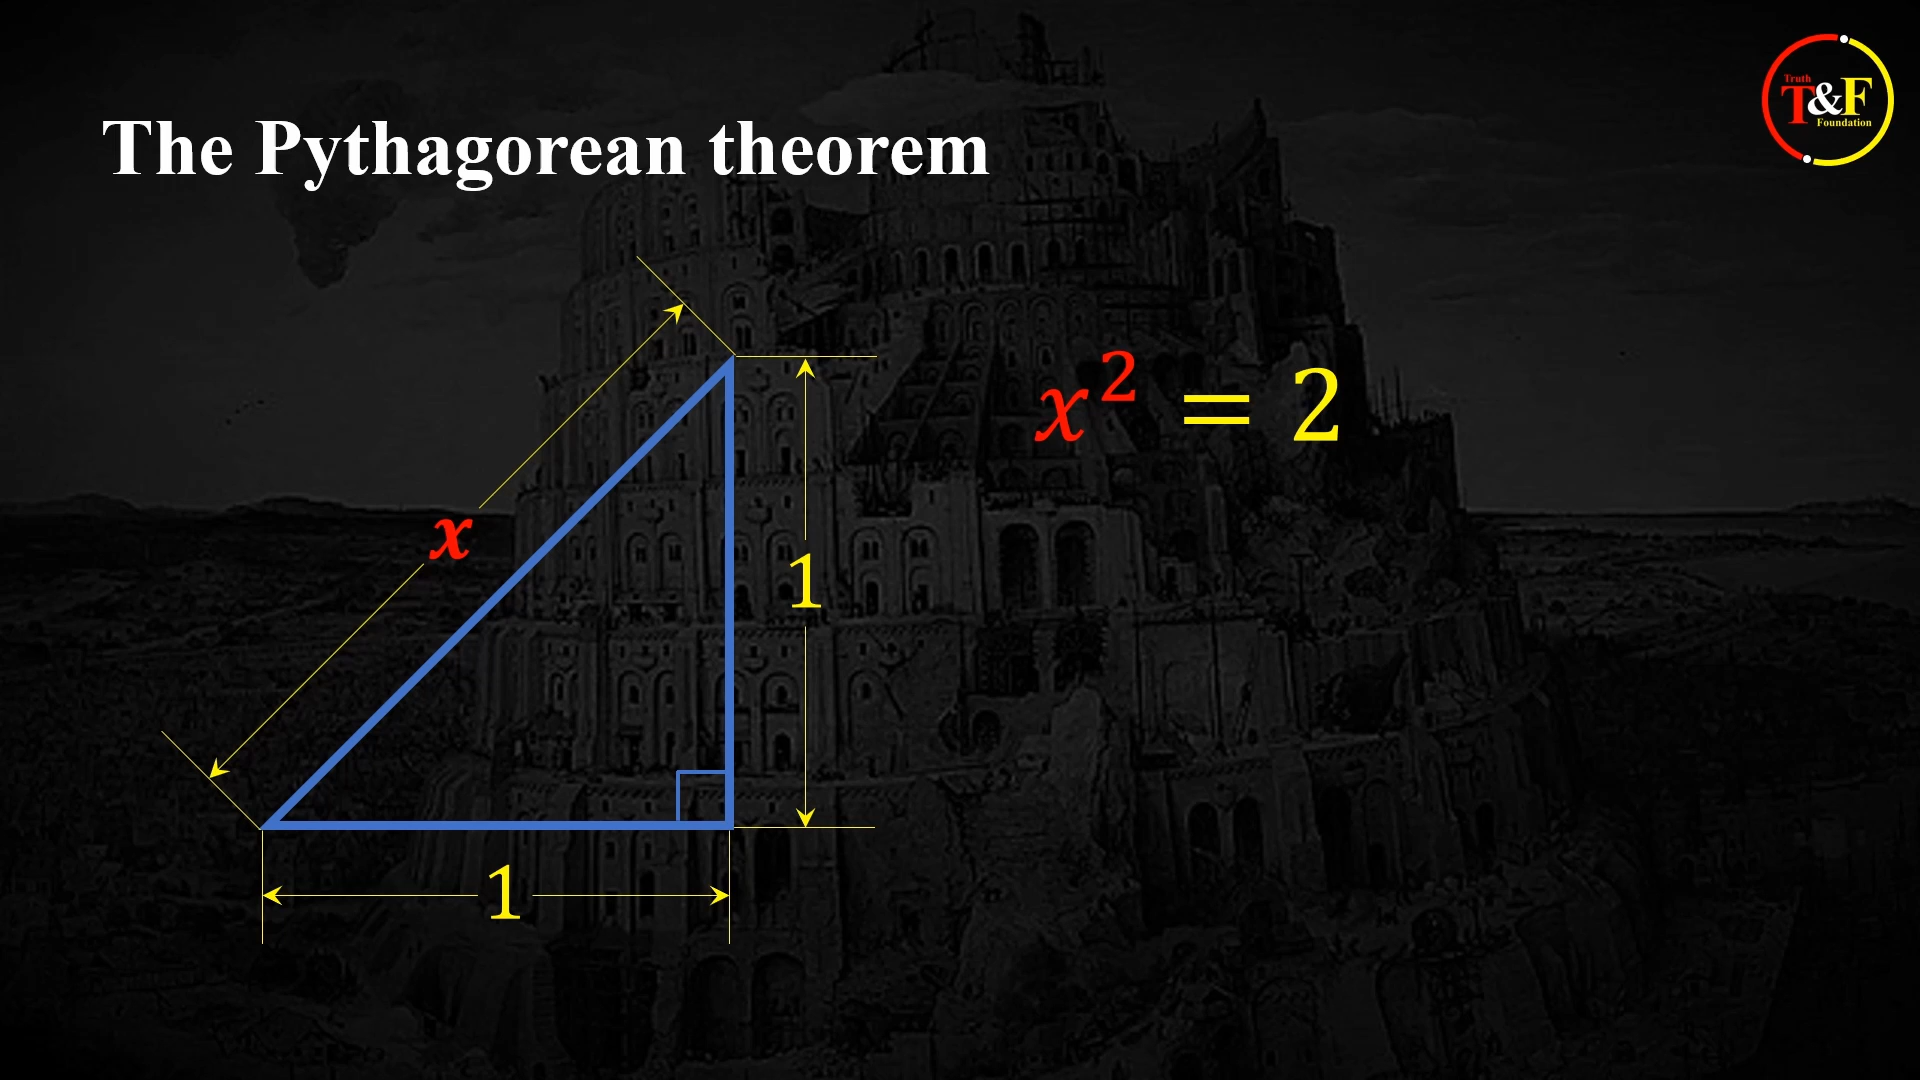 The Pythagorean theorem
Truth
T&F
Foundation
x² = 2
x
1
1